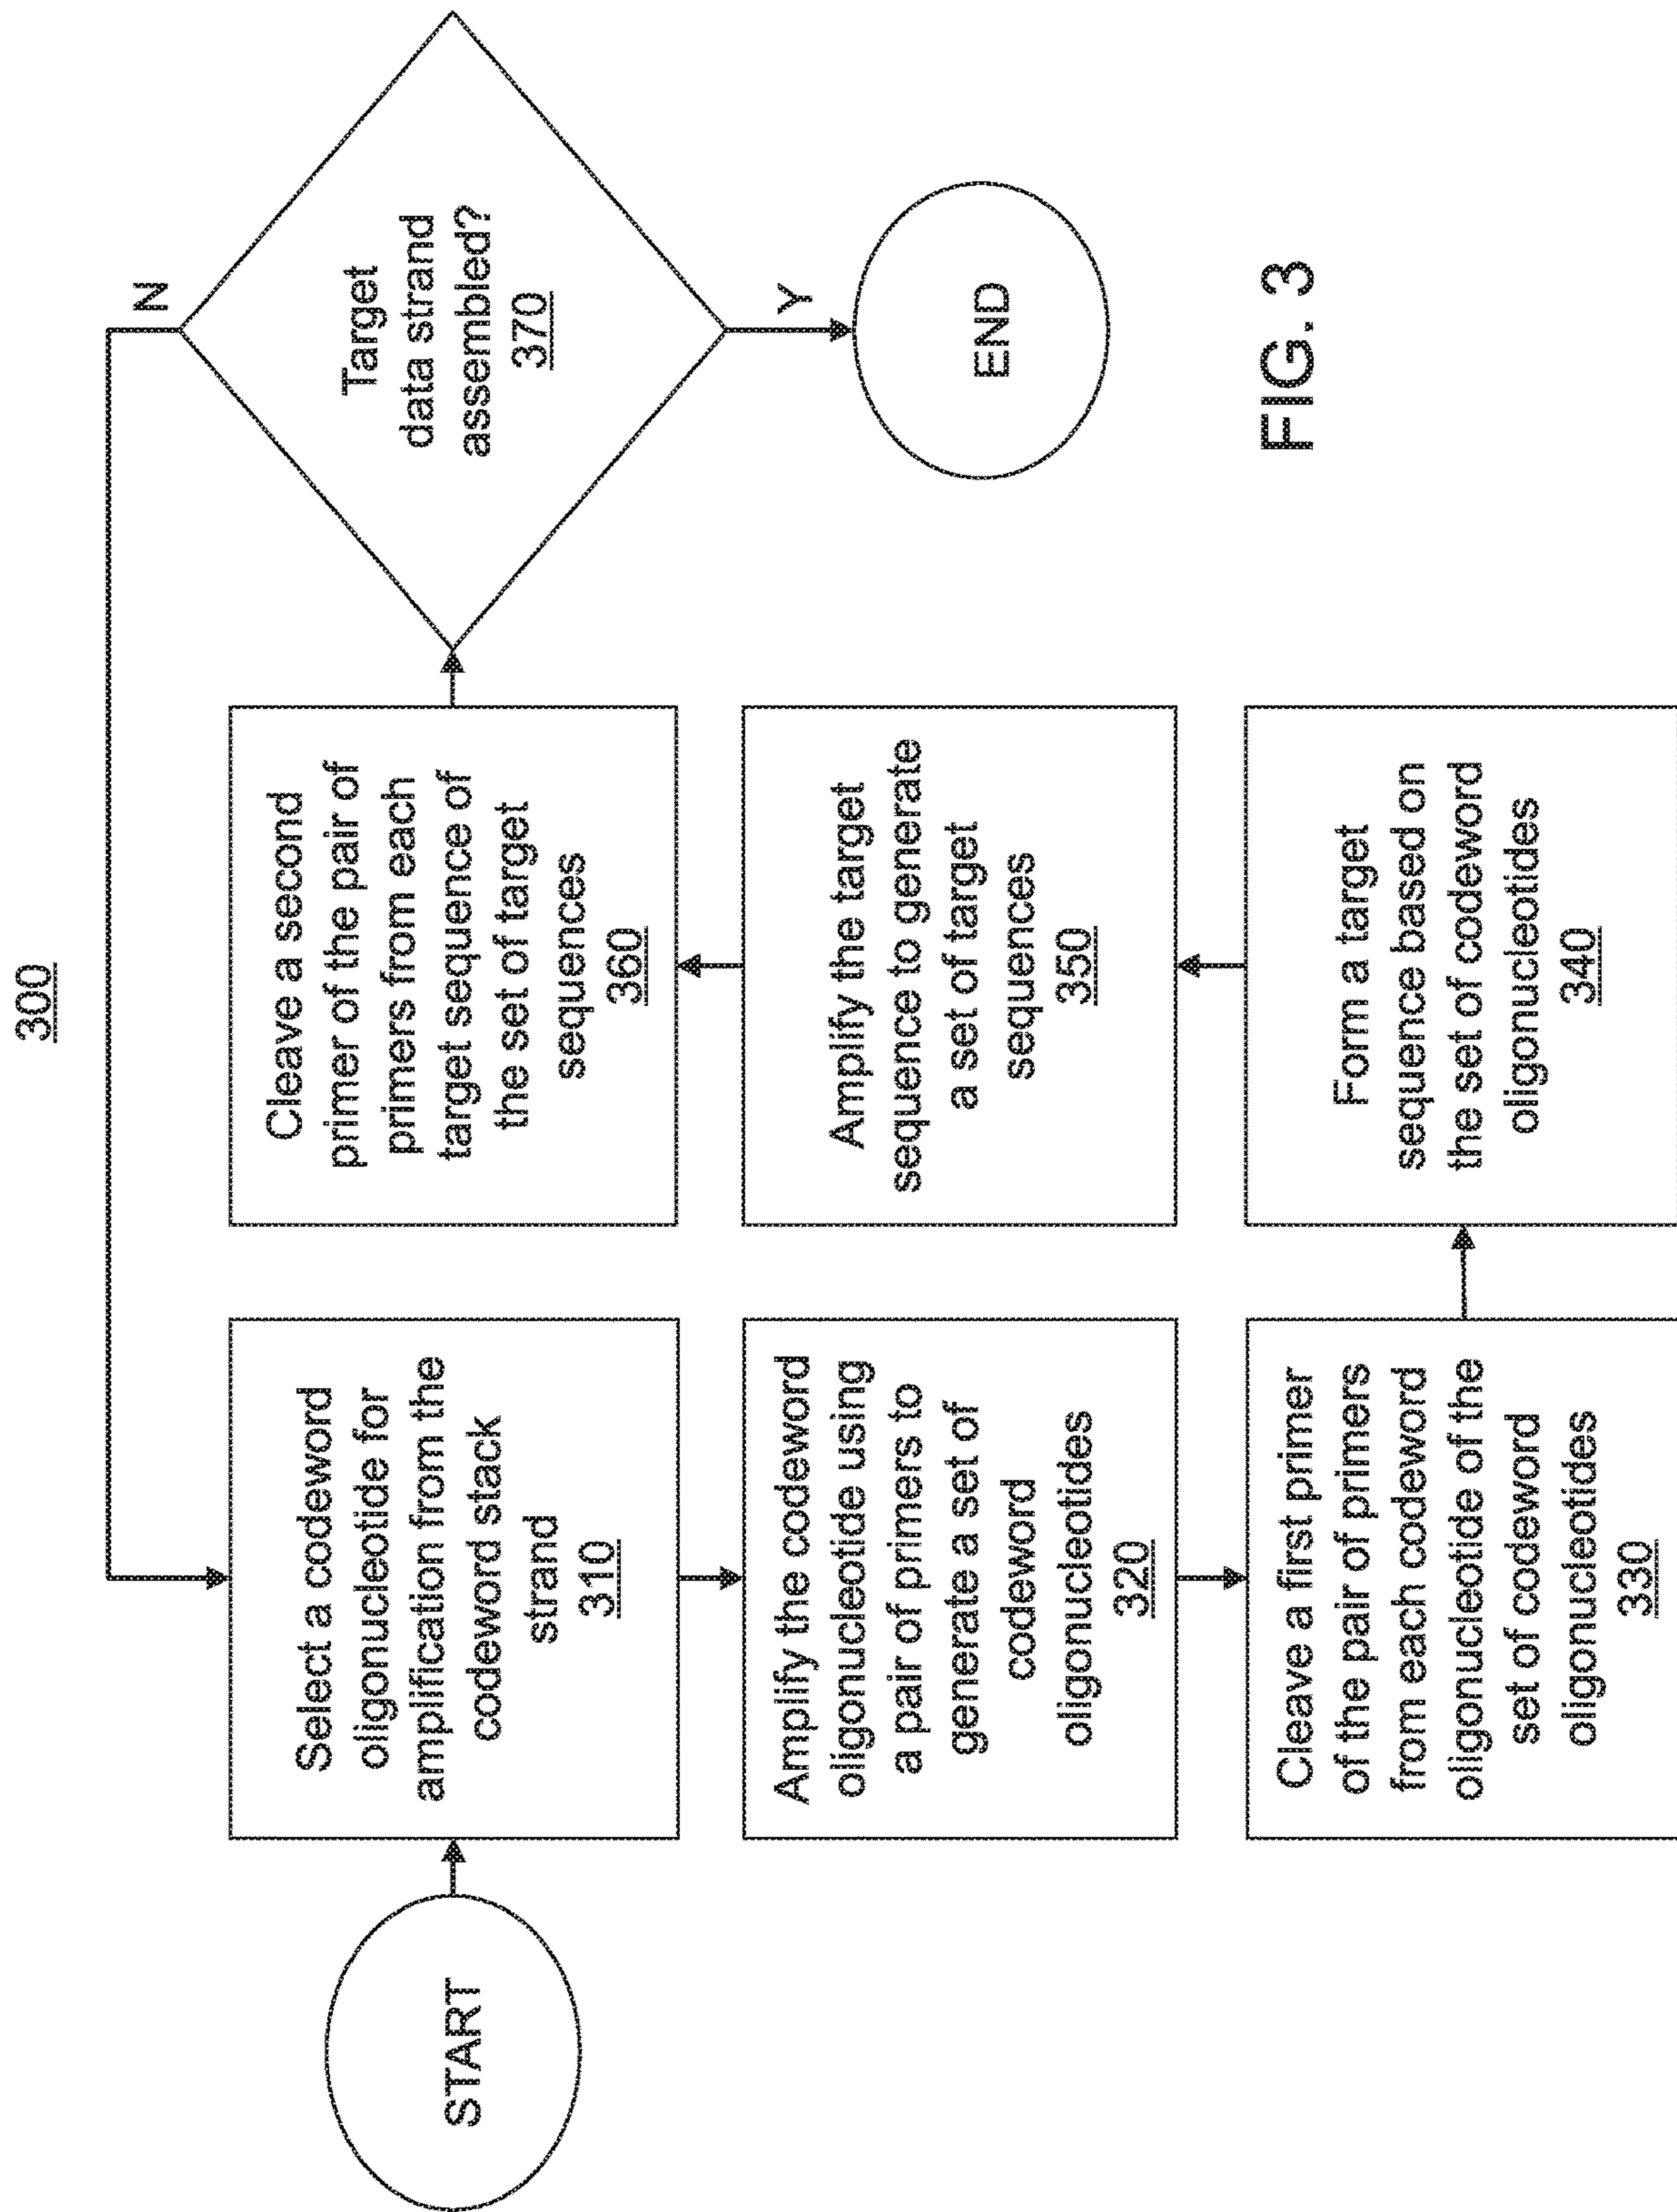 300
START
Select a codeword
oligonucleotide for
amplification from the
codeword stack
strand
310
Amplify the codeword
oligonucleotide using
a pair of primers to
generate a set of
codeword
oligonucleotides
320
Cleave a first primer
of the pair of primers
from each codeword
oligonucleotide of the
set of codeword
oligonucleotides
330
Form a target
sequence based on
the set of codeword
oligonucleotides
340
Amplify the target
sequence to generate
a set of target
sequences
350
Cleave a second
primer of the pair of
primers from each
target sequence of
the set of target
sequences
360
Target
data strand
assembled?
370
N
Y
END
FIG. 3